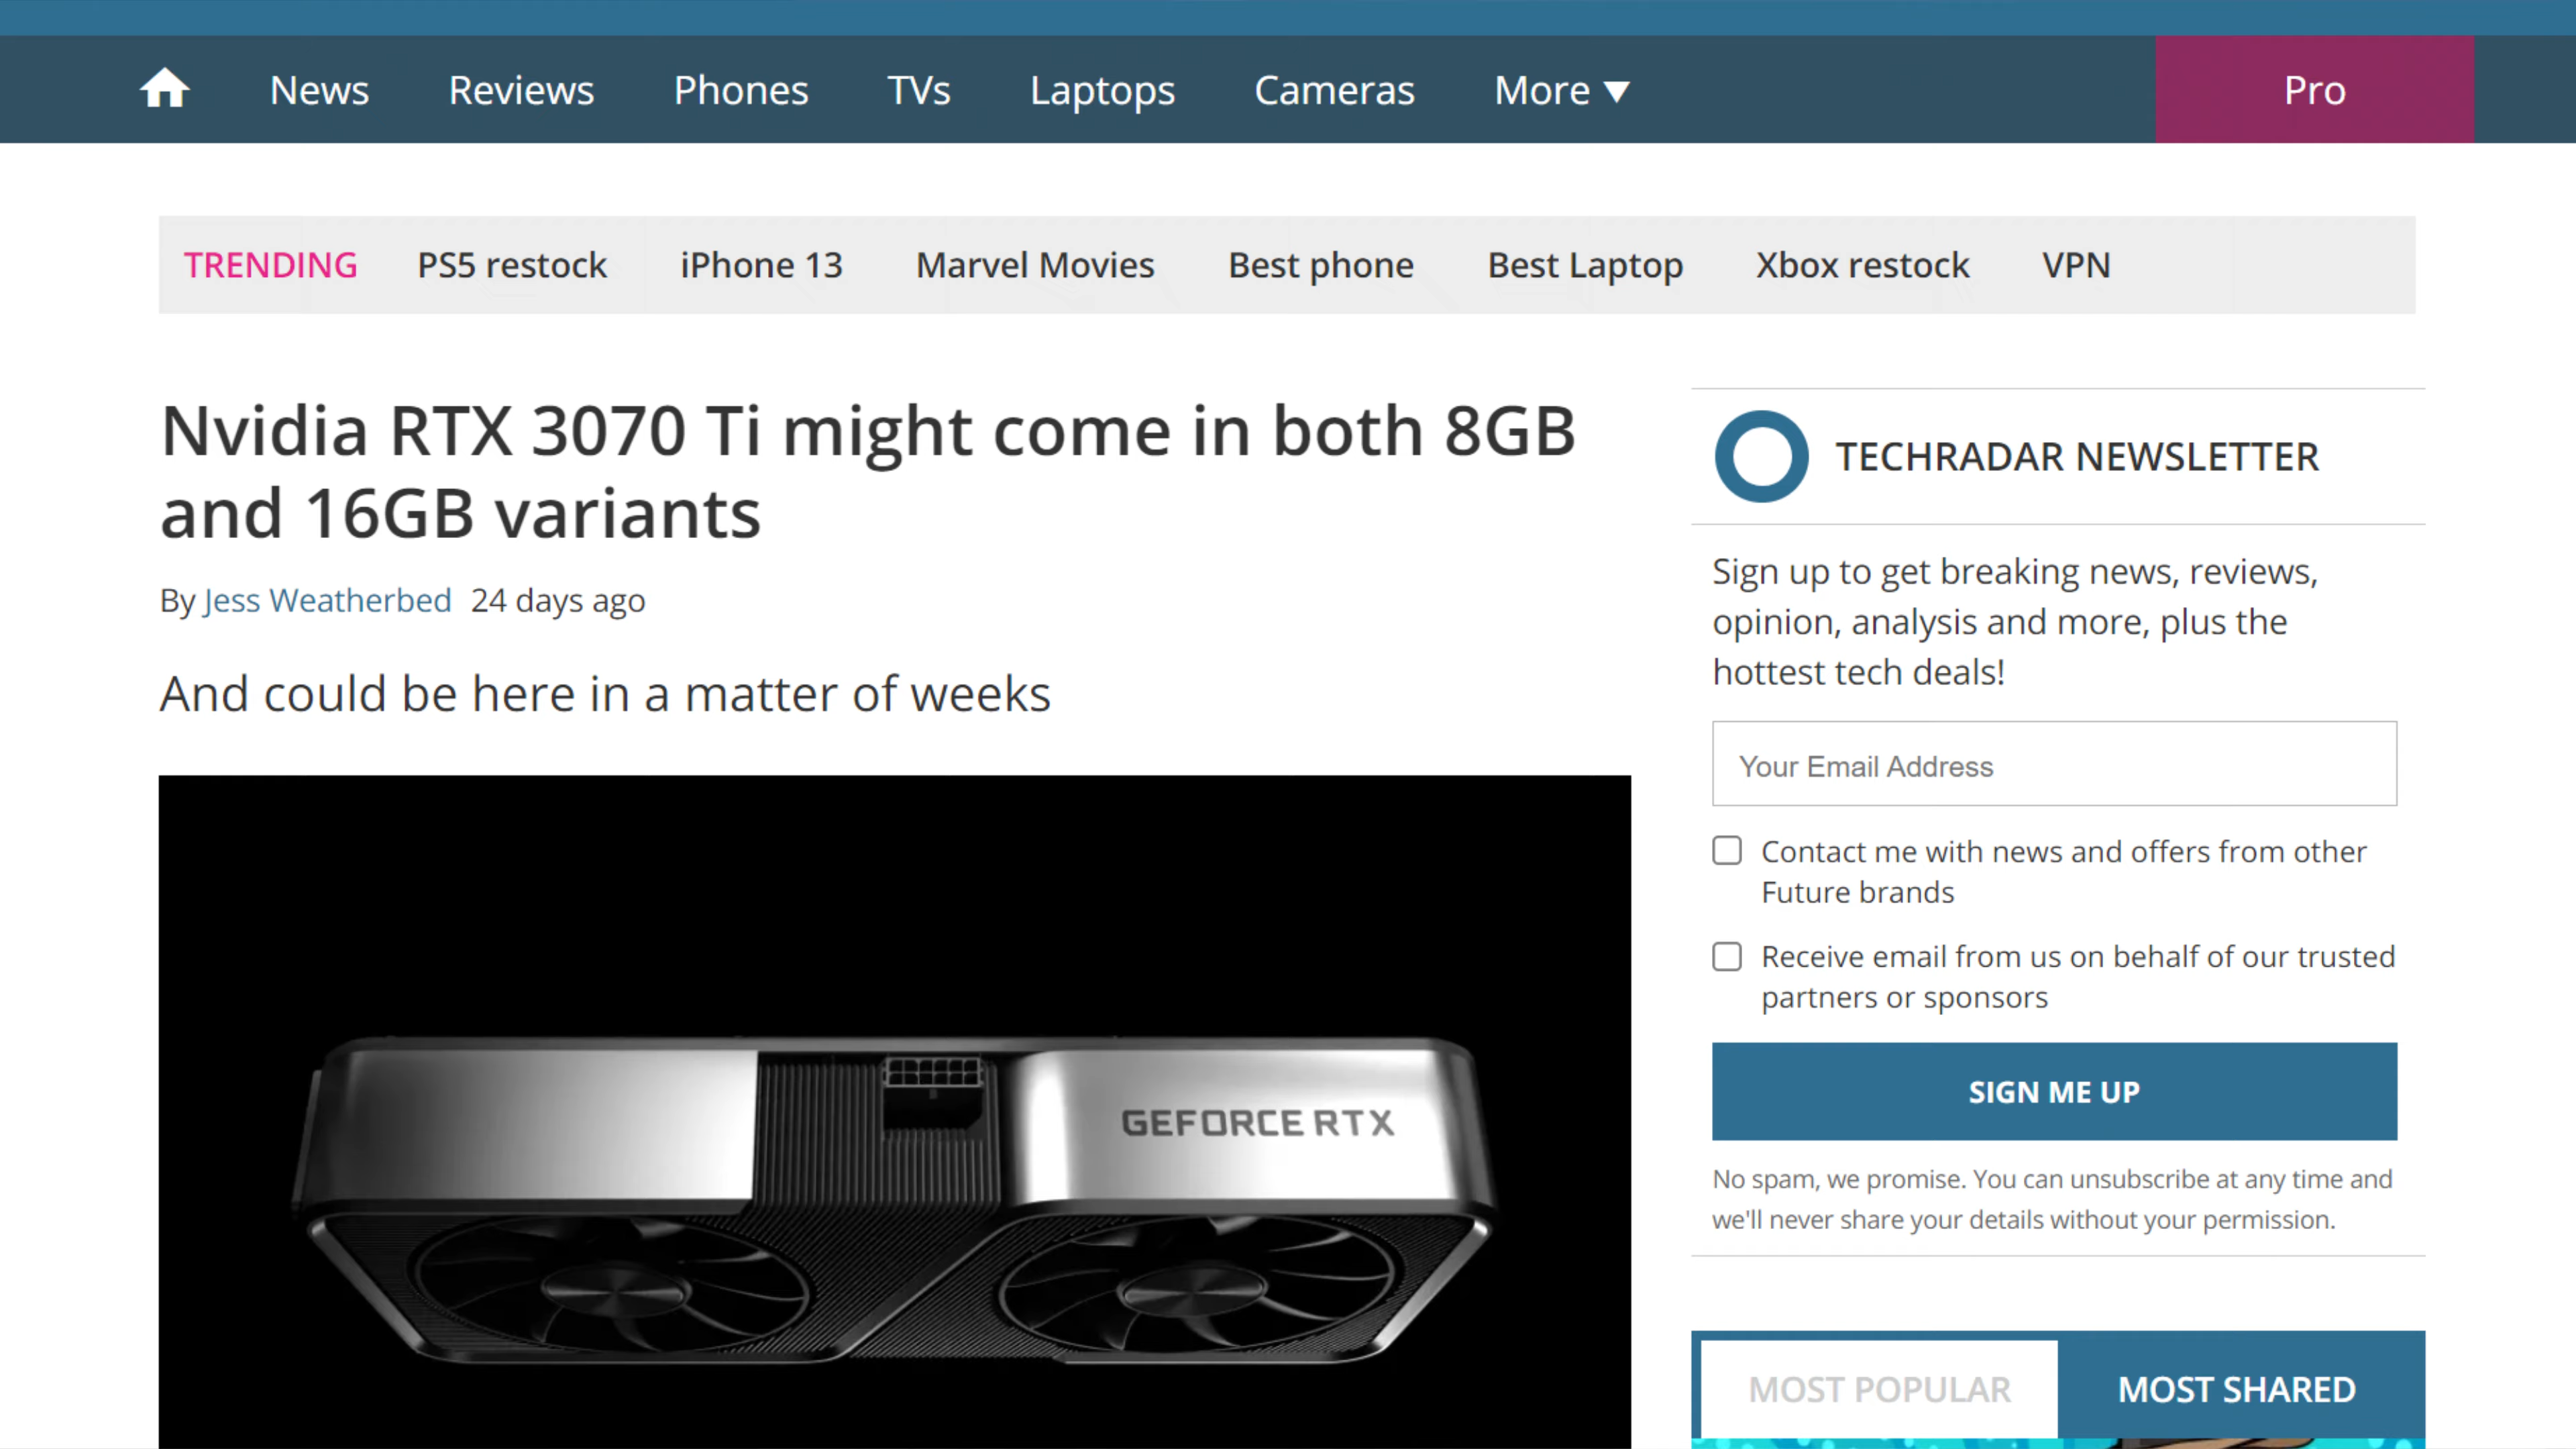 News Reviews Phones TVs Laptops Cameras More Pro
TRENDING PS5 restock iPhone 13 Marvel Movies Best phone Best Laptop Xbox restock VPN
Nvidia RTX 3070 Ti might come in both 8GB
and 16GB variants
By Jess Weatherbed 24 days ago
And could be here in a matter of weeks
GEFORCE RTX
TECHRADAR NEWSLETTER
Sign up to get breaking news, reviews,
opinion, analysis and more, plus the
hottest tech deals!
Your Email Address
Contact me with news and offers from other
Future brands
Receive email from us on behalf of our trusted
partners or sponsors
SIGN ME UP
No spam, we promise. You can unsubscribe at any time and
we'll never share your details without your permission.
MOST POPULAR MOST SHARED